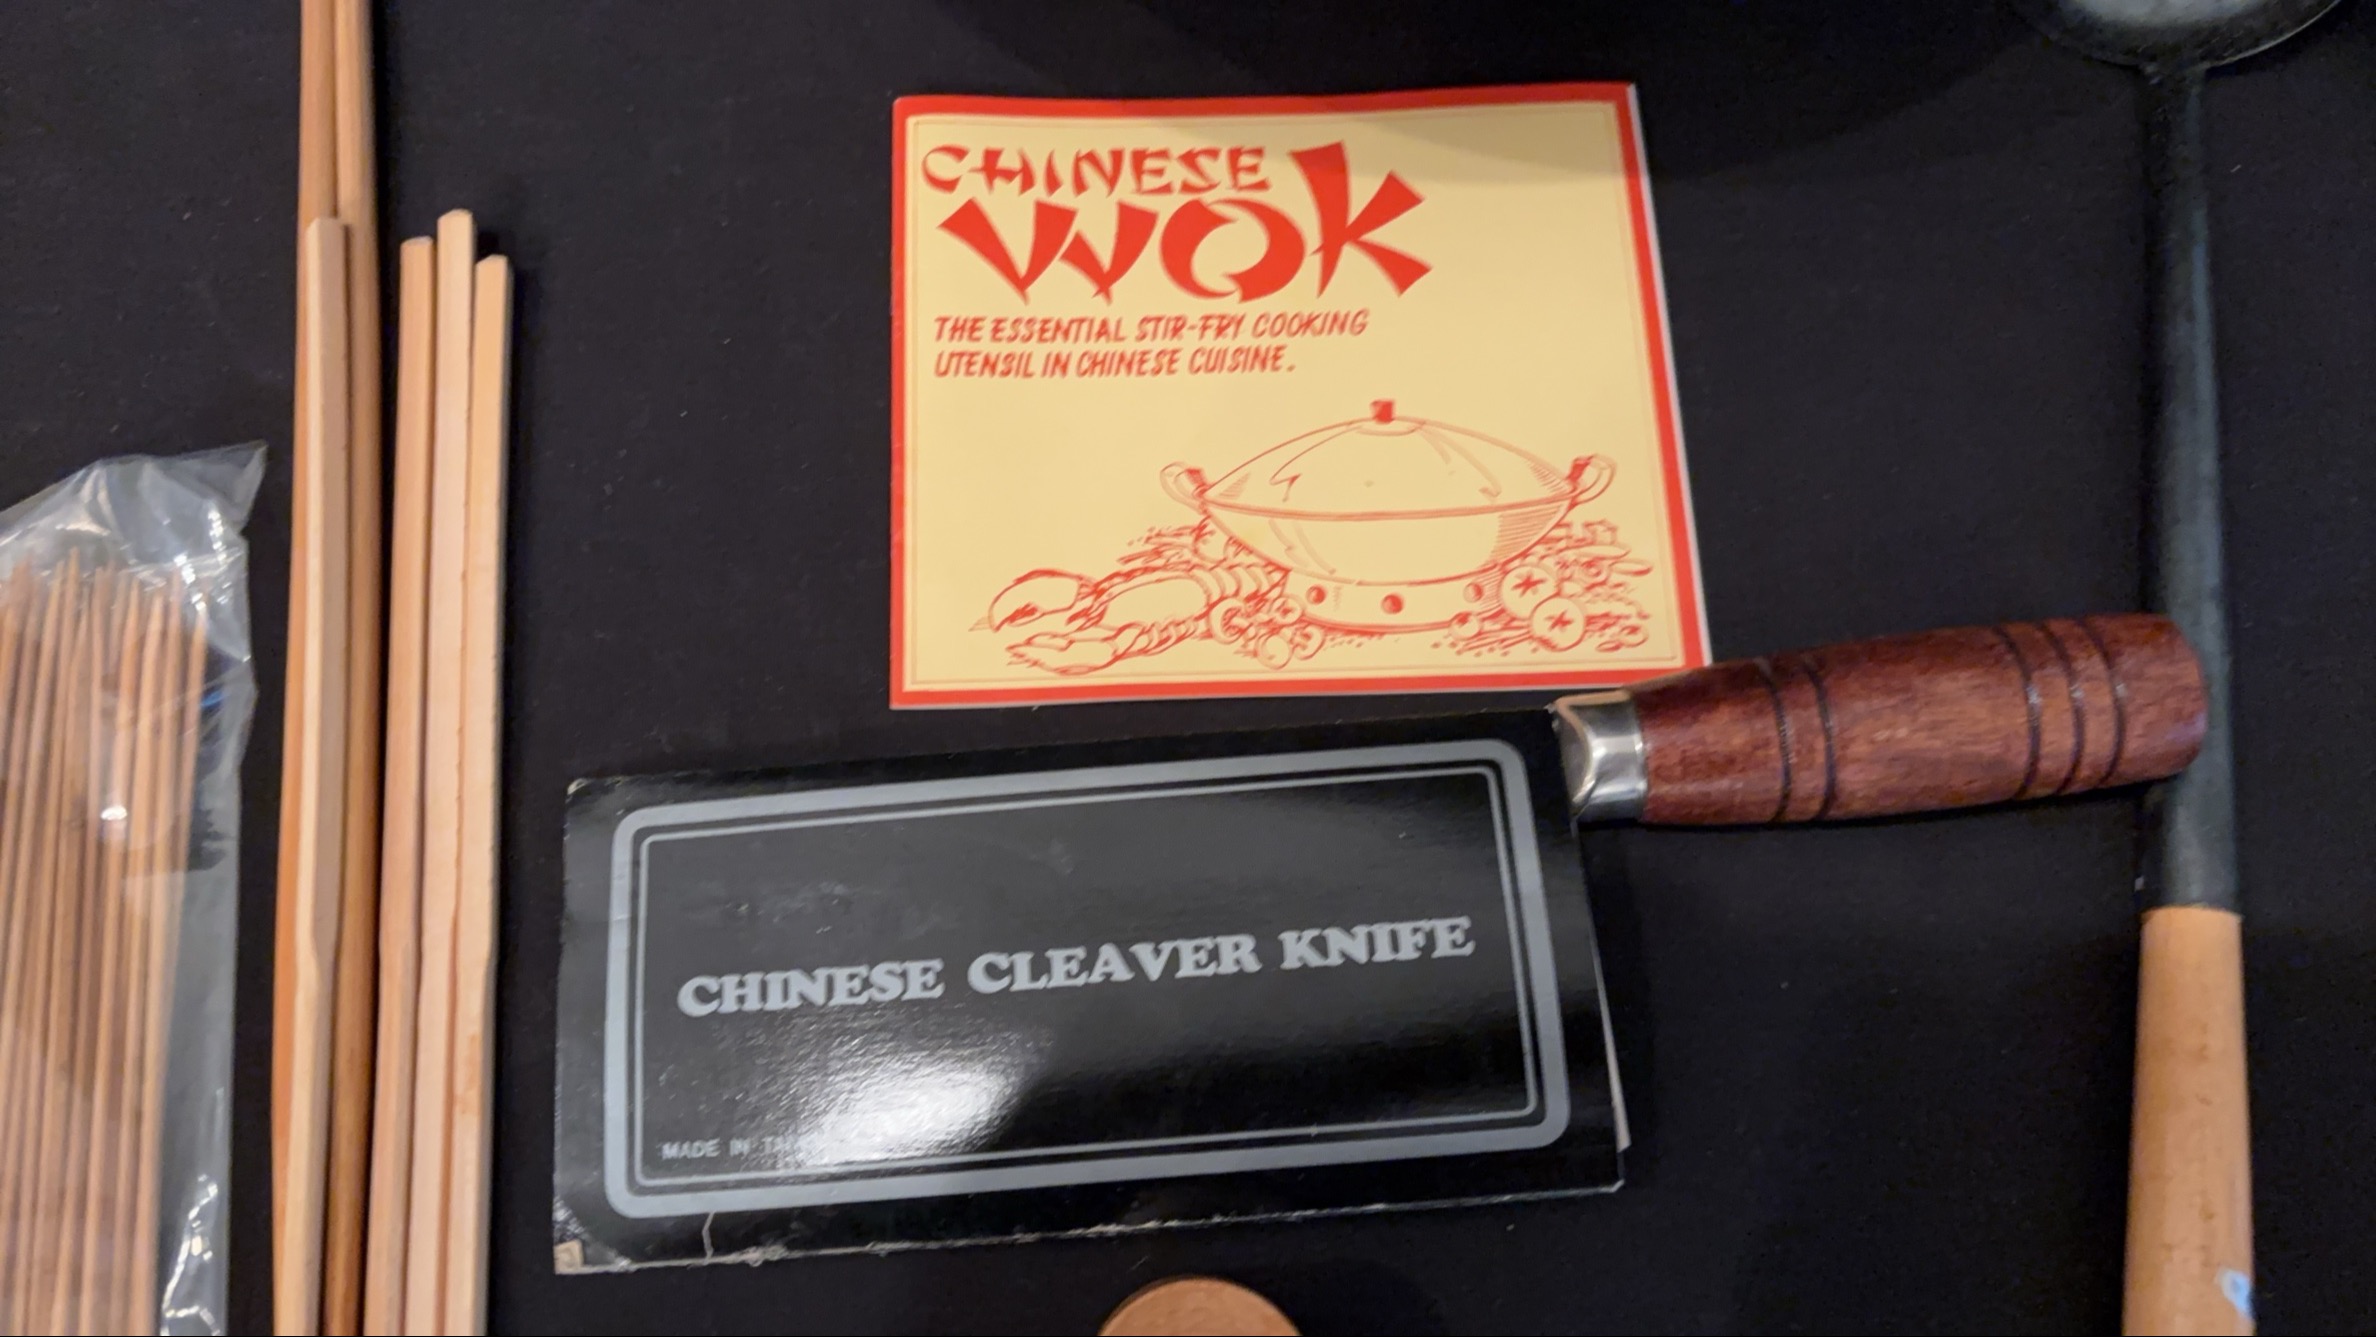 CHINESE
WOK
THE ESSENTIAL STIR-FRY COOKING
UTENSIL IN CHINESE CUISINE.
CHINESE CLEAVER KNIFE
MADE IN